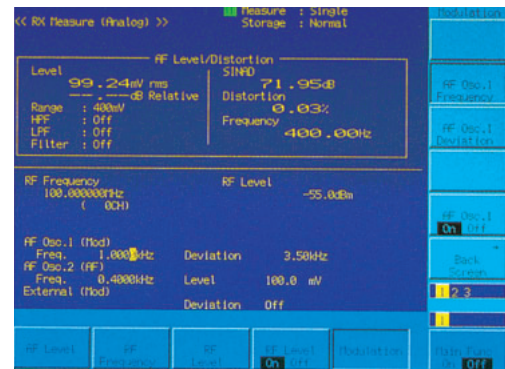 << RX Measure (Analog) >>
Measure : Single
Storage : Normal
Modulation
AF Level/Distortion
Level
99.24mV rms
--.--dB Relative
Range : 400mV
HPF : Off
LPF : Off
Filter : Off
SINAD
71.95dB
Distortion
0.03%
Frequency
400.00Hz
AF Osc.1
Frequency
AF Osc.1
Deviation
RF Frequency
100.000000MHz
( 0CH)
RF Level
-55.0dBm
AF Osc.1 (Mod)
Freq. 1.0000kHz Deviation 3.50kHz
AF Osc.2 (AF)
Freq. 0.4000kHz Level 100.0 mV
External (Mod)
Deviation Off
AF Osc.1
On Off
Back
Screen
1 2 3
1
AF Level
AF
Frequency
RF
Level
RF Level
On Off
Modulation
Main Func
On Off